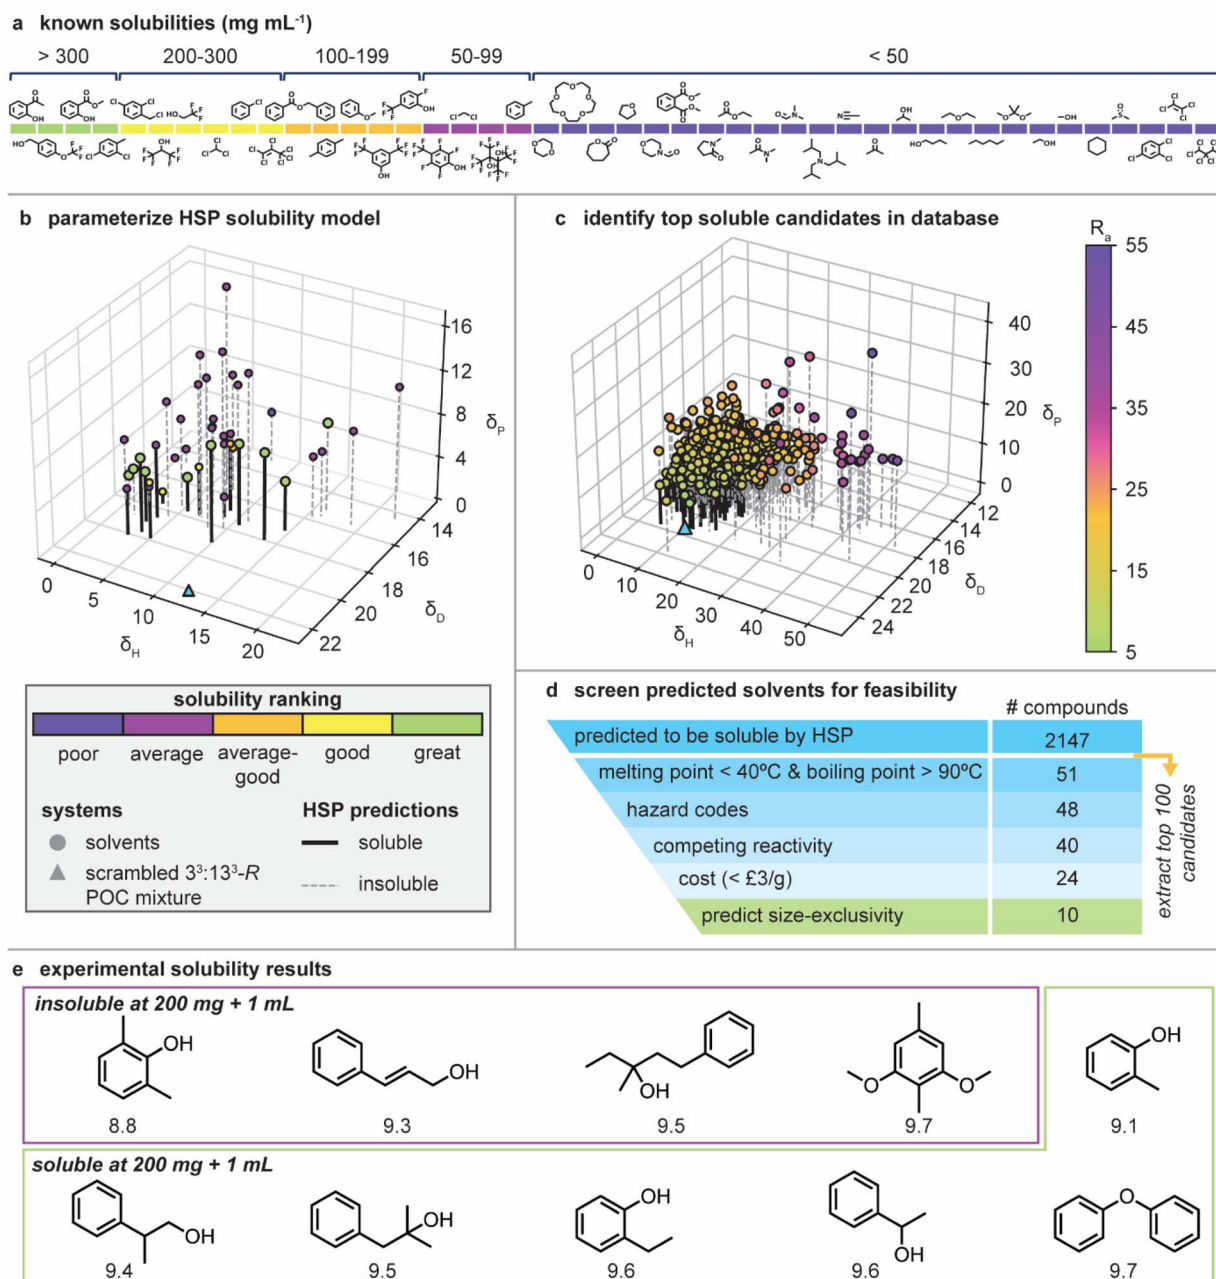 a known solubilities (mg mL⁻¹)
> 300 200-300 100-199 50-99 < 50
b parameterize HSP solubility model
16
12
8
4
0
δP
14
16
18
20
22
δD
0
5
10
15
20
δH
c identify top soluble candidates in database
40
30
20
10
0
δP
12
14
16
18
20
22
24
δD
0
10
20
30
40
50
δH
Ra
55
45
35
25
15
5
solubility ranking
poor average average-good good great
systems
solvents
scrambled 3³:13³-R
POC mixture
HSP predictions
soluble
insoluble
d screen predicted solvents for feasibility
# compounds
predicted to be soluble by HSP 2147
melting point < 40ºC & boiling point > 90ºC 51
hazard codes 48
competing reactivity 40
cost (< £3/g) 24
predict size-exclusivity 10
extract top 100
candidates
e experimental solubility results
insoluble at 200 mg + 1 mL
OH OH OH O O OH
8.8 9.3 9.5 9.7 9.1
soluble at 200 mg + 1 mL
OH OH OH OH O
9.4 9.5 9.6 9.6 9.7